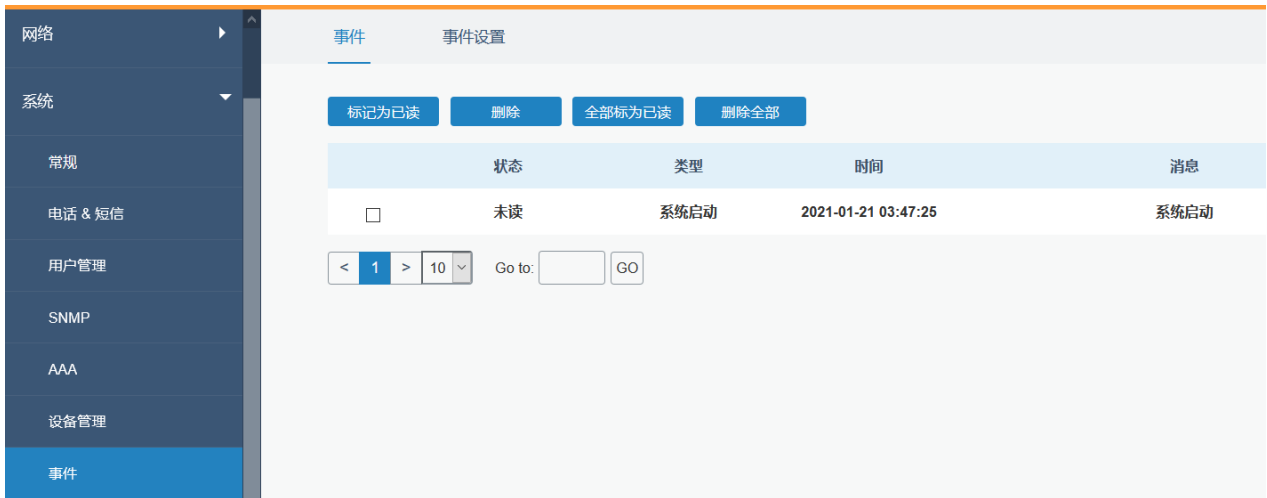 网络
系统
常规
电话 & 短信
用户管理
SNMP
AAA
设备管理
事件
事件 事件设置
标记为已读 删除 全部标为已读 删除全部
状态 类型 时间 消息
未读 系统启动 2021-01-21 03:47:25 系统启动
< 1 > 10 Go to: GO